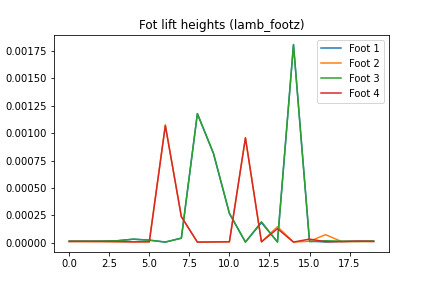 Fot lift heights (lamb_footz)
0.00175
0.00150
0.00125
0.00100
0.00075
0.00050
0.00025
0.00000
Foot 1
Foot 2
Foot 3
Foot 4
0.0 2.5 5.0 7.5 10.0 12.5 15.0 17.5